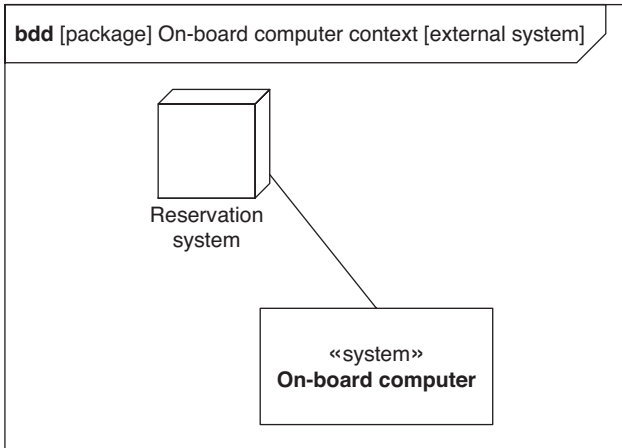 bdd [package] On-board computer context [external system]
Reservation
system
«system»
On-board computer